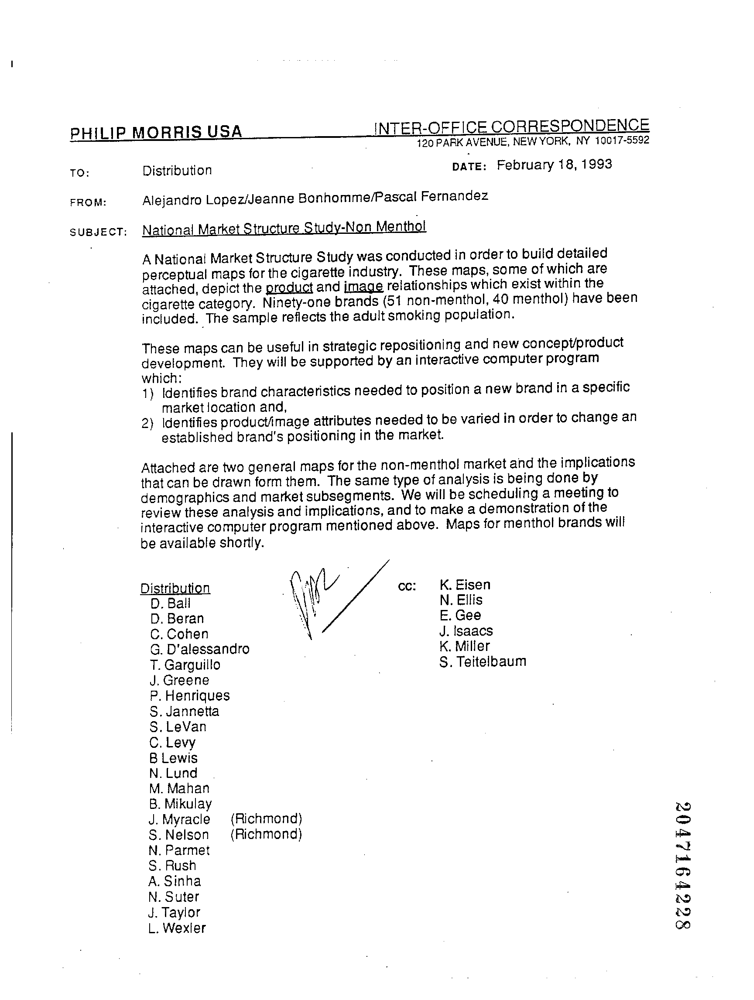 PHILIP MORRIS USA INTER-OFFICE CORRESPONDENCE
120 PARK AVENUE, NEW YORK, NY 10017-5592
TO: Distribution DATE: February 18, 1993
FROM: Alejandro Lopez/Jeanne Bonhomme/Pascal Fernandez
SUBJECT: National Market Structure Study-Non Menthol
A National Market Structure Study was conducted in order to build detailed
perceptual maps for the cigarette industry. These maps, some of which are
attached, depict the product and image relationships which exist within the
cigarette category. Ninety-one brands (51 non-menthol, 40 menthol) have been
included. The sample reflects the adult smoking population.
These maps can be useful in strategic repositioning and new concept/product
development. They will be supported by an interactive computer program
which:
1) Identifies brand characteristics needed to position a new brand in a specific
market location and,
2) Identifies product/image attributes needed to be varied in order to change an
established brand's positioning in the market.
Attached are two general maps for the non-menthol market and the implications
that can be drawn form them. The same type of analysis is being done by
demographics and market subsegments. We will be scheduling a meeting to
review these analysis and implications, and to make a demonstration of the
interactive computer program mentioned above. Maps for menthol brands will
be available shortly.
Distribution
D. Ball
D. Beran
C. Cohen
G. D'alessandro
T. Garguillo
J. Greene
P. Henriques
S. Jannetta
S. LeVan
C. Levy
B Lewis
N. Lund
M. Mahan
B. Mikulay
J. Myracle (Richmond)
S. Nelson (Richmond)
N. Parmet
S. Rush
A. Sinha
N. Suter
J. Taylor
L. Wexler
cc: K. Eisen
N. Ellis
E. Gee
J. Isaacs
K. Miller
S. Teitelbaum
2047164228